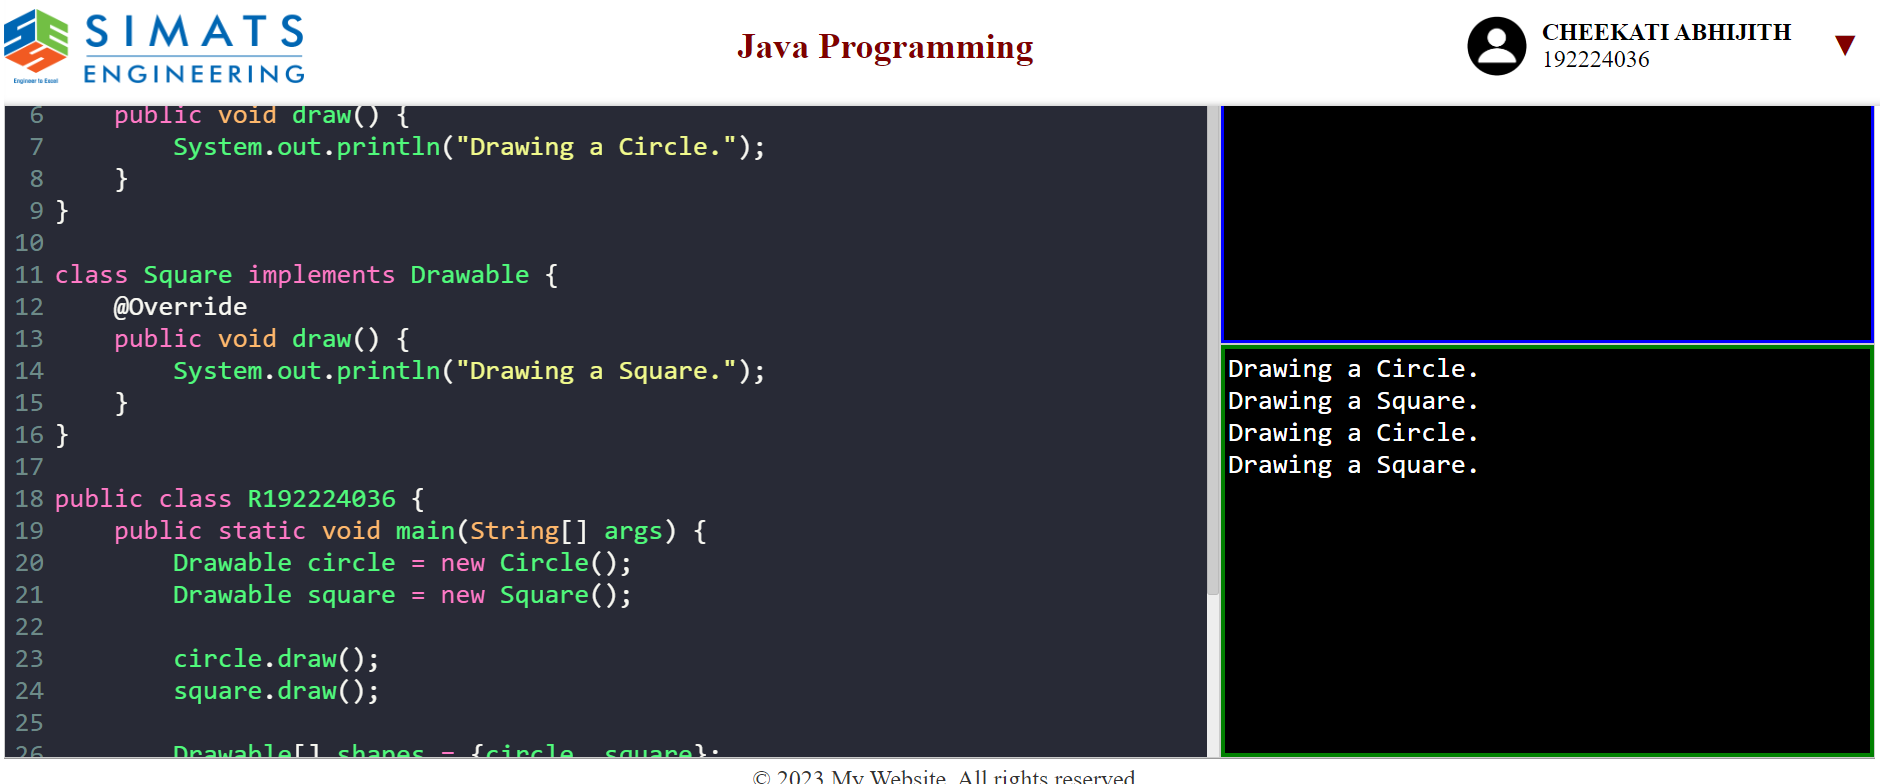 SIMATS
ENGINEERING
Engineer to Excel
Java Programming
CHEEKATI ABHIJITH
192224036
▼
6     public void draw() {
7         System.out.println("Drawing a Circle.");
8     }
9 }
10
11 class Square implements Drawable {
12     @Override
13     public void draw() {
14         System.out.println("Drawing a Square.");
15     }
16 }
17
18 public class R192224036 {
19     public static void main(String[] args) {
20         Drawable circle = new Circle();
21         Drawable square = new Square();
22
23         circle.draw();
24         square.draw();
25
26         Drawable[] shapes = {circle, square};
Drawing a Circle.
Drawing a Square.
Drawing a Circle.
Drawing a Square.
© 2023 My Website. All rights reserved.